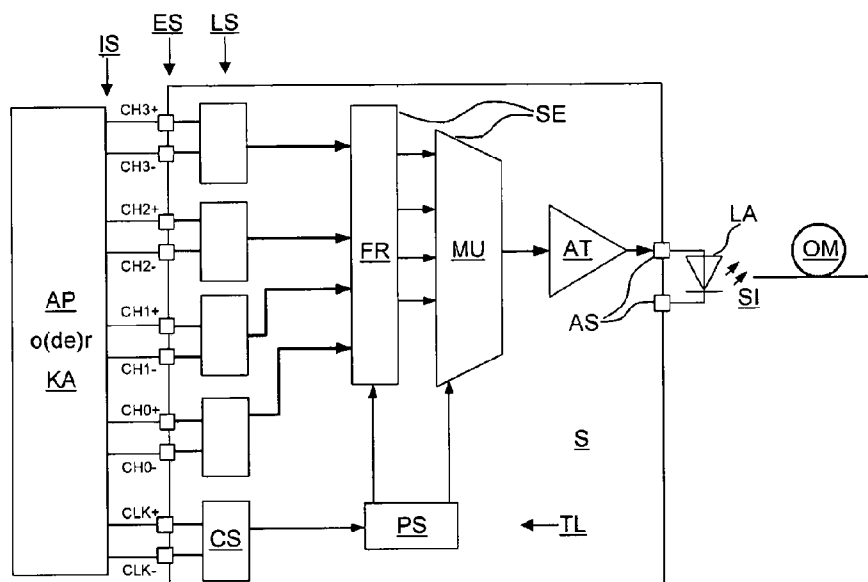 IS
ES
LS
CH3+
CH3-
CH2+
CH2-
CH1+
CH1-
CH0+
CH0-
CLK+
CLK-
AP
o(de)r
KA
CS
FR
SE
MU
PS
AT
AS
LA
SI
OM
S
TL